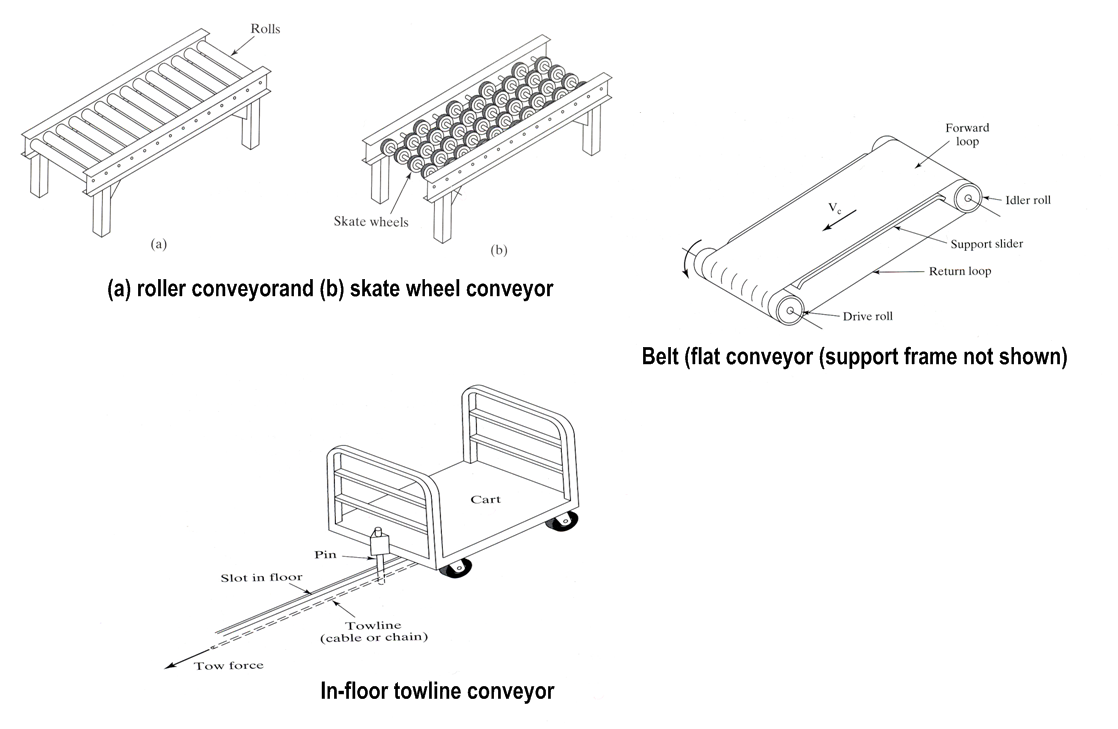 Rolls
Skate wheels
(a)
(b)
(a) roller conveyorand (b) skate wheel conveyor
Forward
loop
Vc
Idler roll
Support slider
Return loop
Drive roll
Belt (flat conveyor (support frame not shown)
Cart
Pin
Slot in floor
Towline
(cable or chain)
Tow force
In-floor towline conveyor